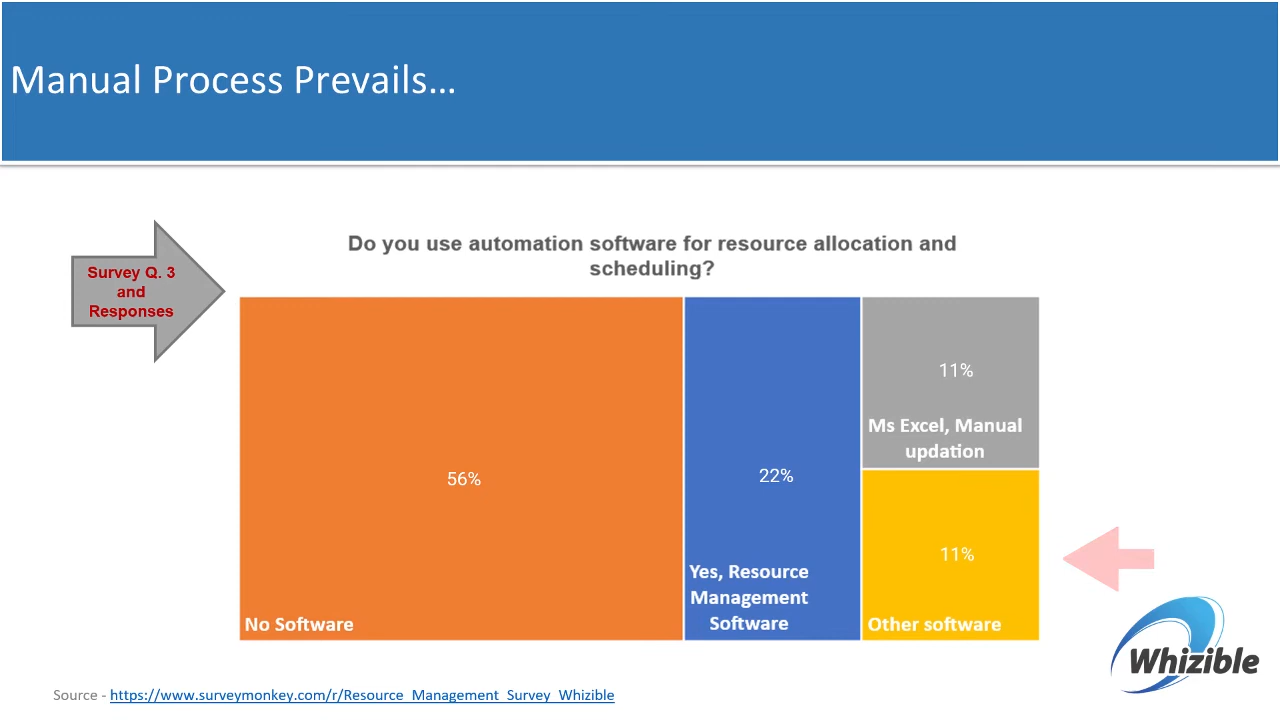 Manual Process Prevails...
Survey Q. 3
and
Responses
Do you use automation software for resource allocation and
scheduling?
56%
No Software
22%
Yes, Resource
Management
Software
11%
Ms Excel, Manual
updation
11%
Other software
Whizible
Source - https://www.surveymonkey.com/r/Resource_Management_Survey_Whizible